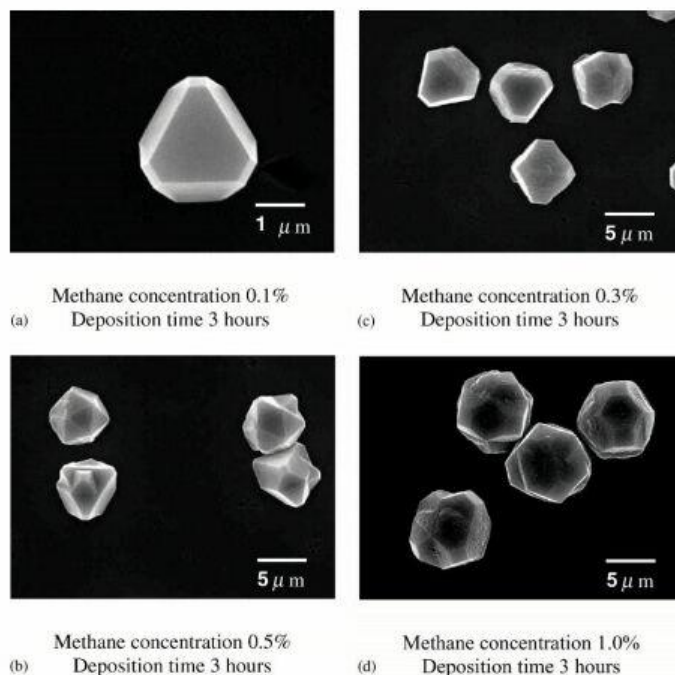 1 μm
5 μm
Methane concentration 0.1%
(a) Deposition time 3 hours
Methane concentration 0.3%
(c) Deposition time 3 hours
5 μm
5 μm
Methane concentration 0.5%
(b) Deposition time 3 hours
Methane concentration 1.0%
(d) Deposition time 3 hours